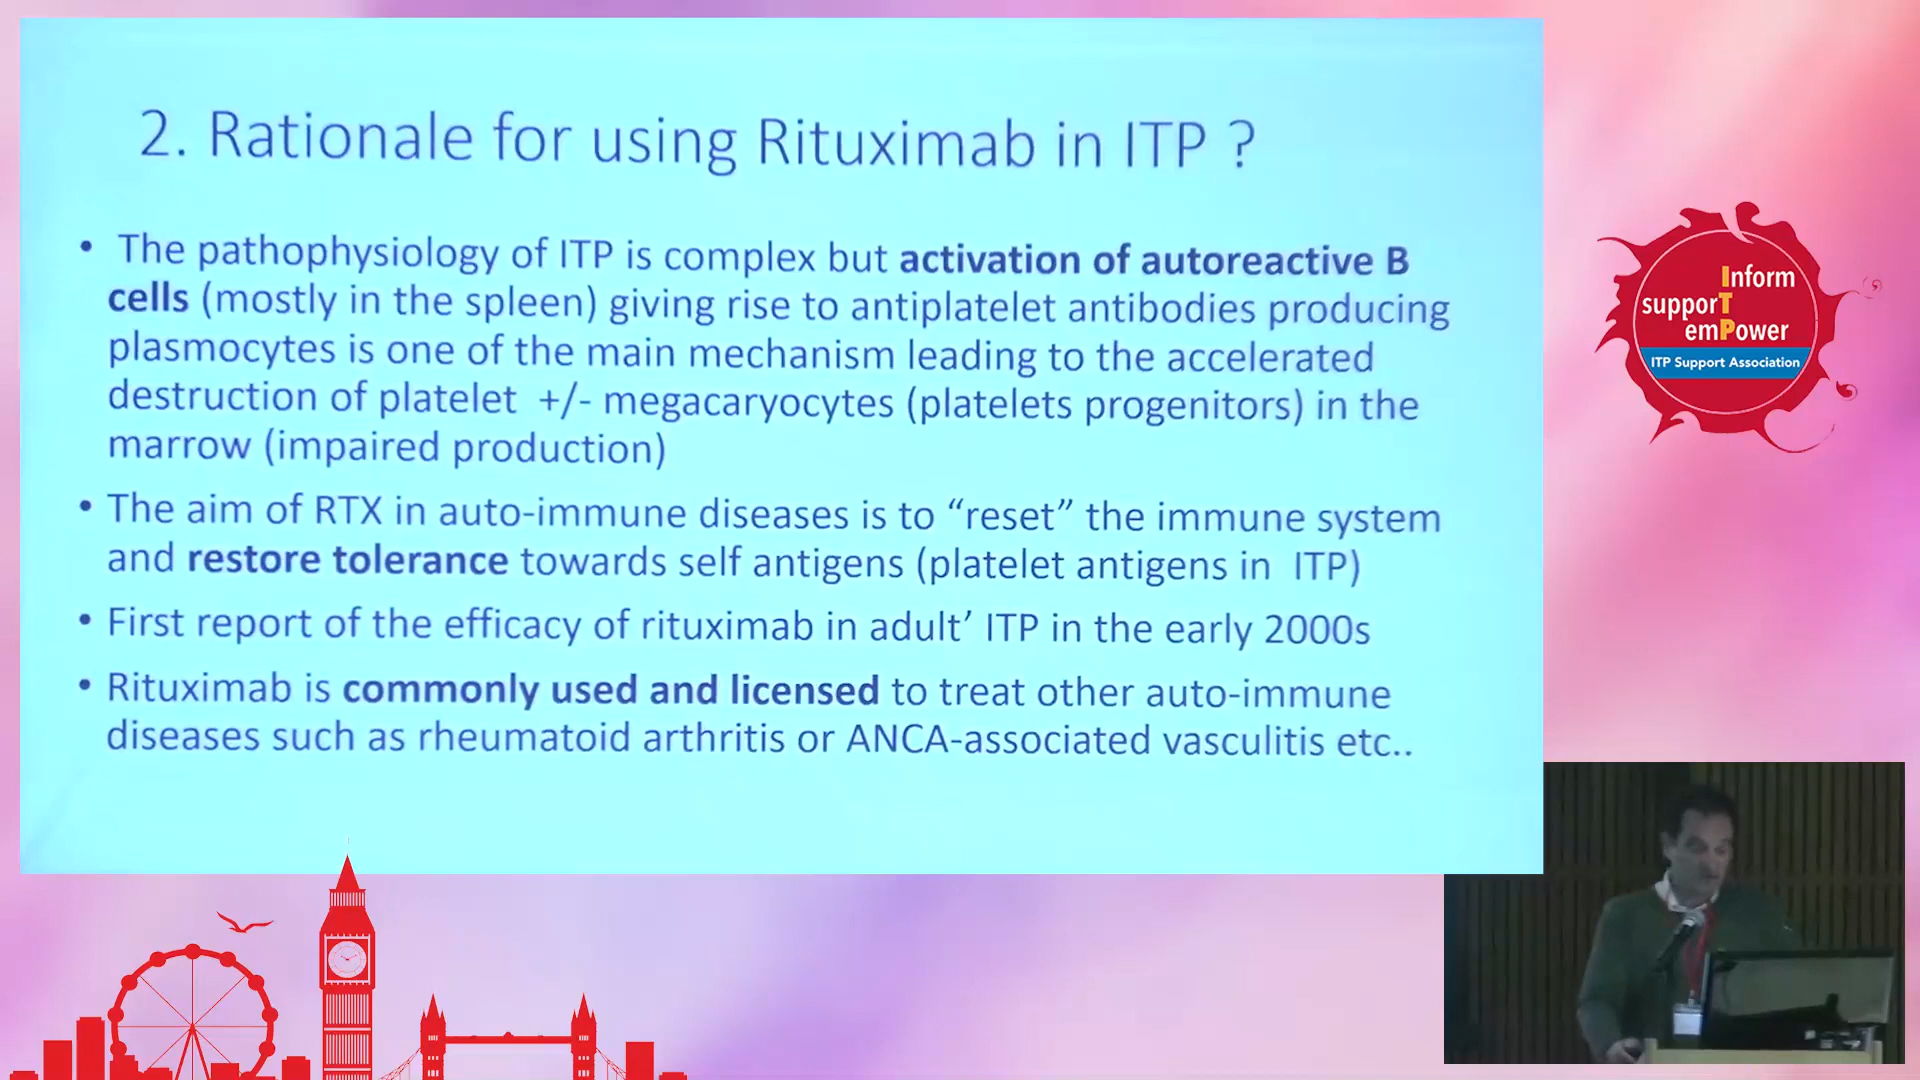 2. Rationale for using Rituximab in ITP ?
• The pathophysiology of ITP is complex but activation of autoreactive B
cells (mostly in the spleen) giving rise to antiplatelet antibodies producing
plasmocytes is one of the main mechanism leading to the accelerated
destruction of platelet +/- megacaryocytes (platelets progenitors) in the
marrow (impaired production)
• The aim of RTX in auto-immune diseases is to “reset” the immune system
and restore tolerance towards self antigens (platelet antigens in ITP)
• First report of the efficacy of rituximab in adult’ ITP in the early 2000s
• Rituximab is commonly used and licensed to treat other auto-immune
diseases such as rheumatoid arthritis or ANCA-associated vasculitis etc..
Inform
supporT
emPower
ITP Support Association